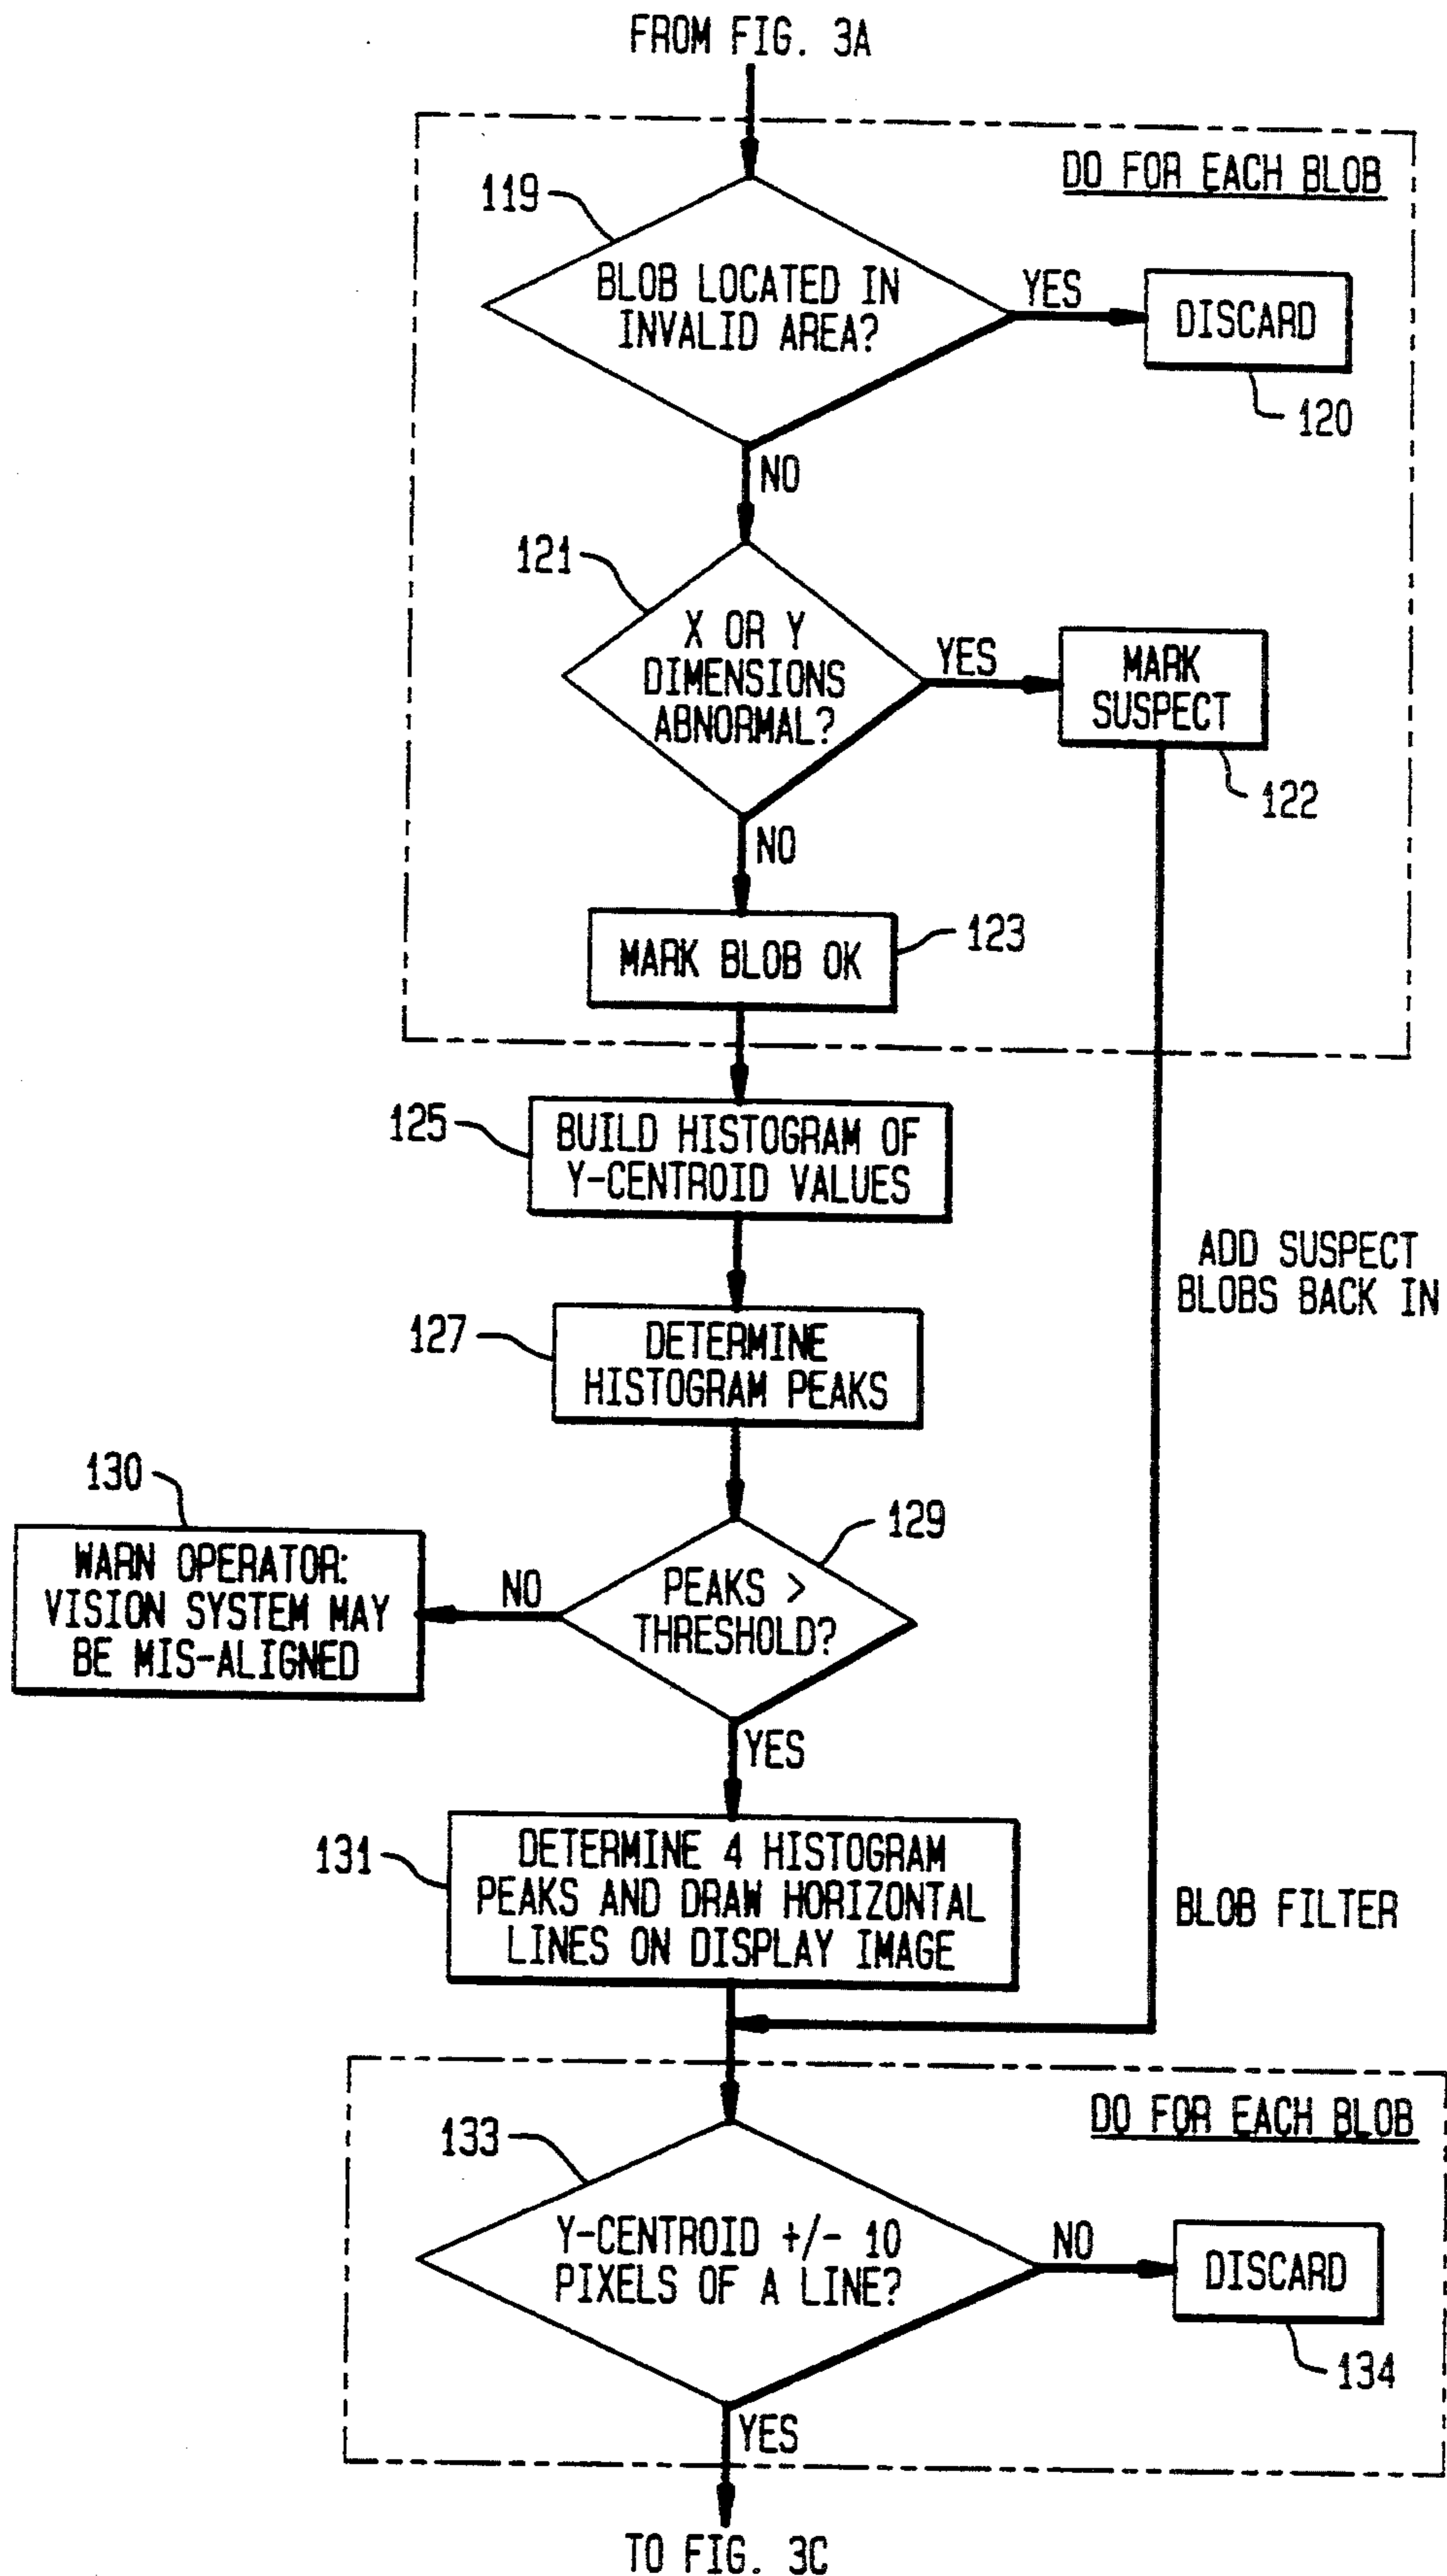 FROM FIG. 3A
DO FOR EACH BLOB
119
BLOB LOCATED IN
INVALID AREA?
YES
DISCARD
120
NO
121
X OR Y
DIMENSIONS
ABNORMAL?
YES
MARK
SUSPECT
122
NO
MARK BLOB OK
123
125
BUILD HISTOGRAM OF
Y-CENTROID VALUES
ADD SUSPECT
BLOBS BACK IN
127
DETERMINE
HISTOGRAM PEAKS
130
WARN OPERATOR:
VISION SYSTEM MAY
BE MIS-ALIGNED
NO
129
PEAKS >
THRESHOLD?
YES
131
DETERMINE 4 HISTOGRAM
PEAKS AND DRAW HORIZONTAL
LINES ON DISPLAY IMAGE
BLOB FILTER
DO FOR EACH BLOB
133
Y-CENTROID +/- 10
PIXELS OF A LINE?
NO
DISCARD
134
YES
TO FIG. 3C